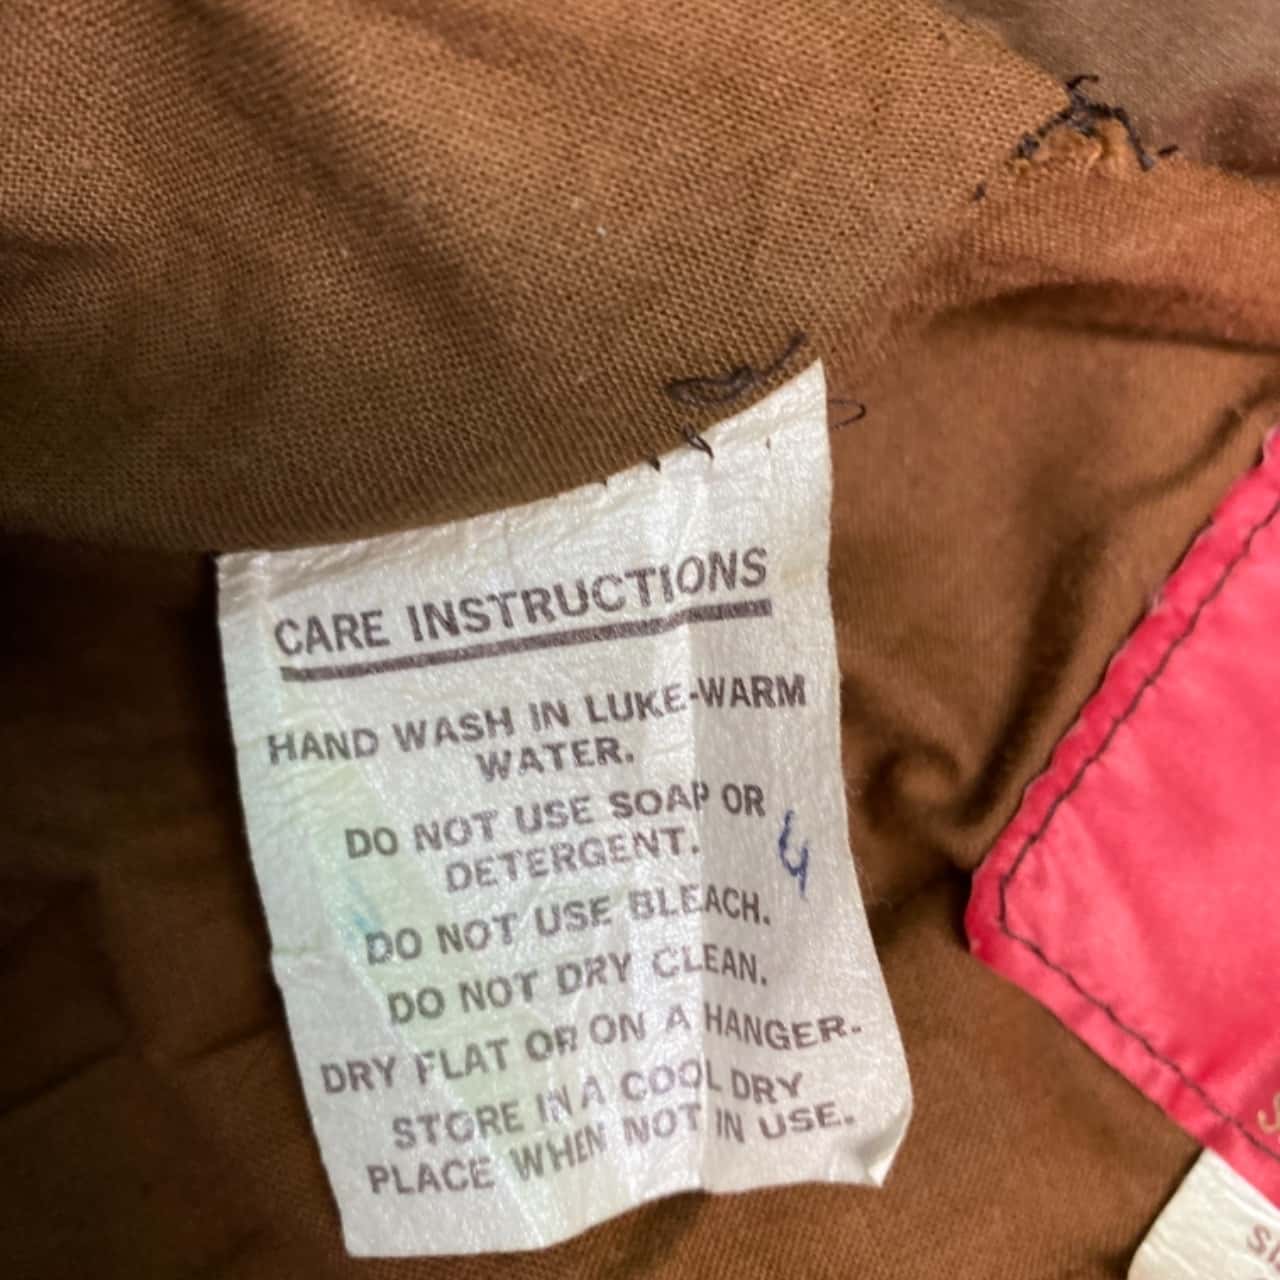 CARE INSTRUCTIONS
HAND WASH IN LUKE-WARM
WATER.
DO NOT USE SOAP OR
DETERGENT.
DO NOT USE BLEACH.
DO NOT DRY CLEAN.
DRY FLAT OR ON A HANGER.
STORE IN A COOL DRY
PLACE WHEN NOT IN USE.